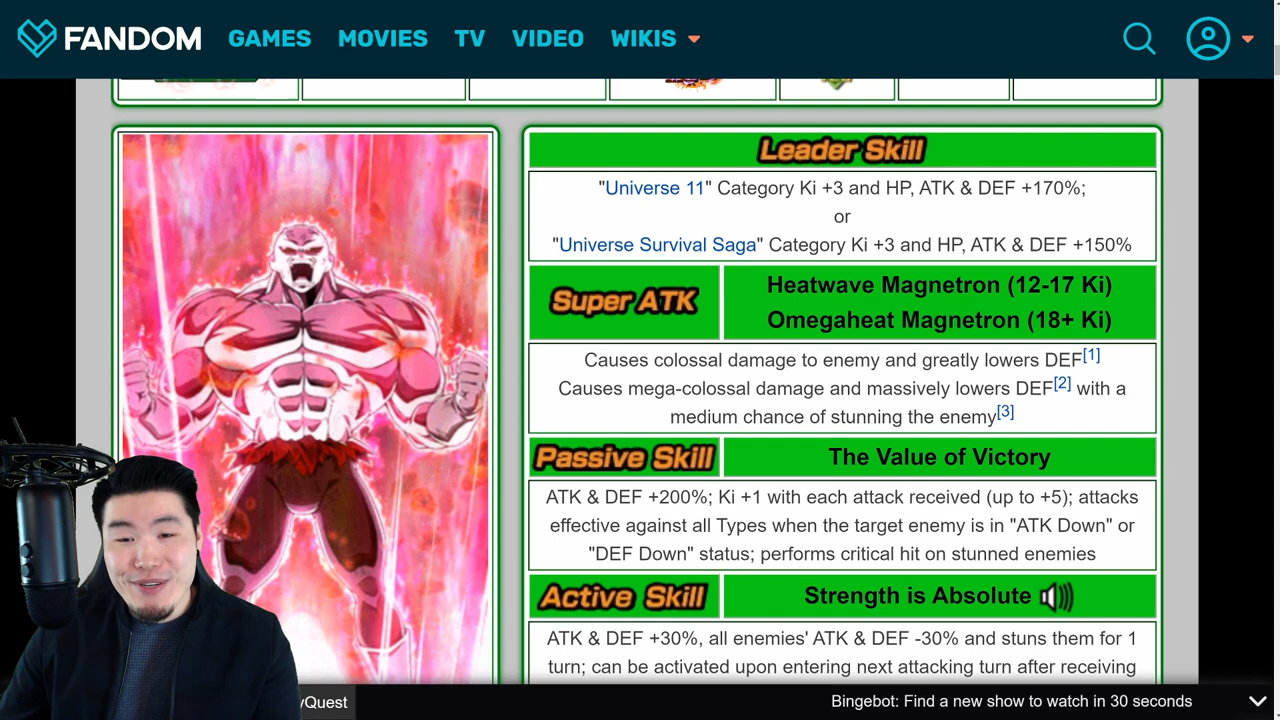 FANDOM GAMES MOVIES TV VIDEO WIKIS
Leader Skill
"Universe 11" Category Ki +3 and HP, ATK & DEF +170%;
or
"Universe Survival Saga" Category Ki +3 and HP, ATK & DEF +150%
Super ATK
Heatwave Magnetron (12-17 Ki)
Omegaheat Magnetron (18+ Ki)
Causes colossal damage to enemy and greatly lowers DEF[1]
Causes mega-colossal damage and massively lowers DEF[2] with a
medium chance of stunning the enemy[3]
Passive Skill
The Value of Victory
ATK & DEF +200%; Ki +1 with each attack received (up to +5); attacks
effective against all Types when the target enemy is in "ATK Down" or
"DEF Down" status; performs critical hit on stunned enemies
Active Skill
Strength is Absolute
ATK & DEF +30%, all enemies' ATK & DEF -30% and stuns them for 1
turn; can be activated upon entering next attacking turn after receiving
yQuest
Bingebot: Find a new show to watch in 30 seconds